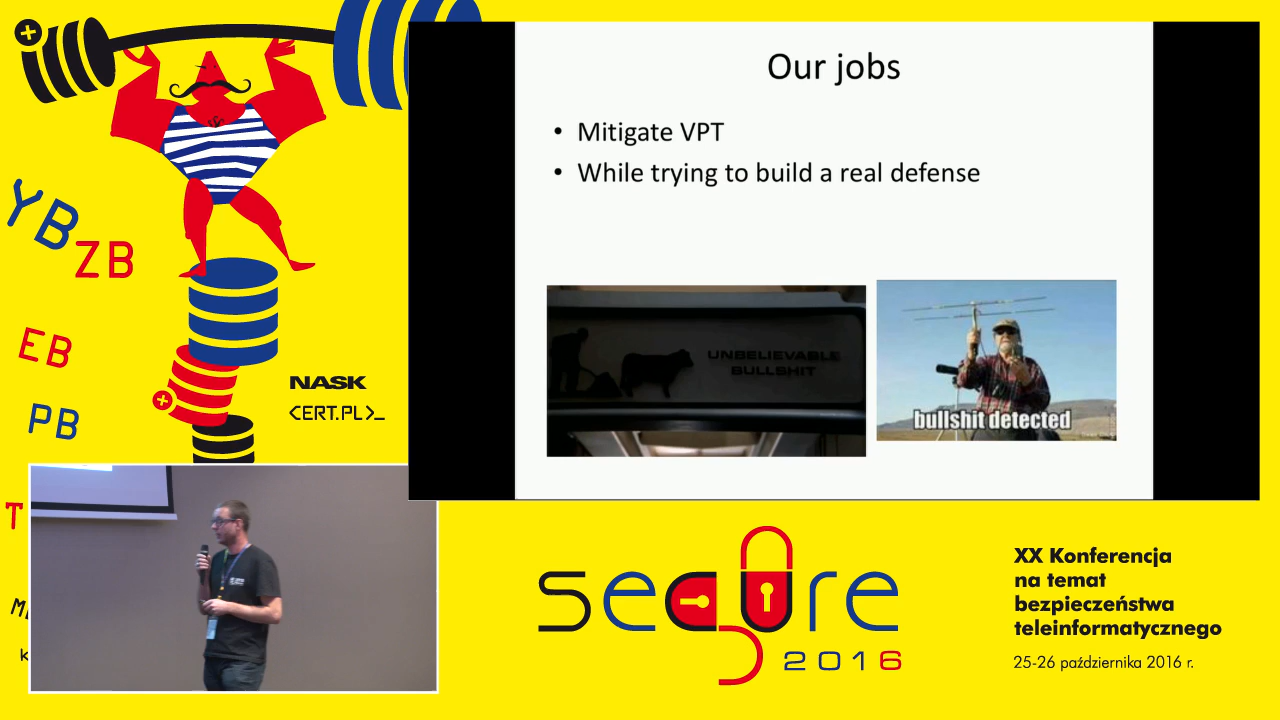 Our jobs
• Mitigate VPT
• While trying to build a real defense
UNBELIEVABLE
BULLSHIT
bullshit detected
YB
ZB
EB
PB
T
NASK
<CERT.PL>_
secure
2016
XX Konferencja
na temat
bezpieczeństwa
teleinformatycznego
25-26 października 2016 r.